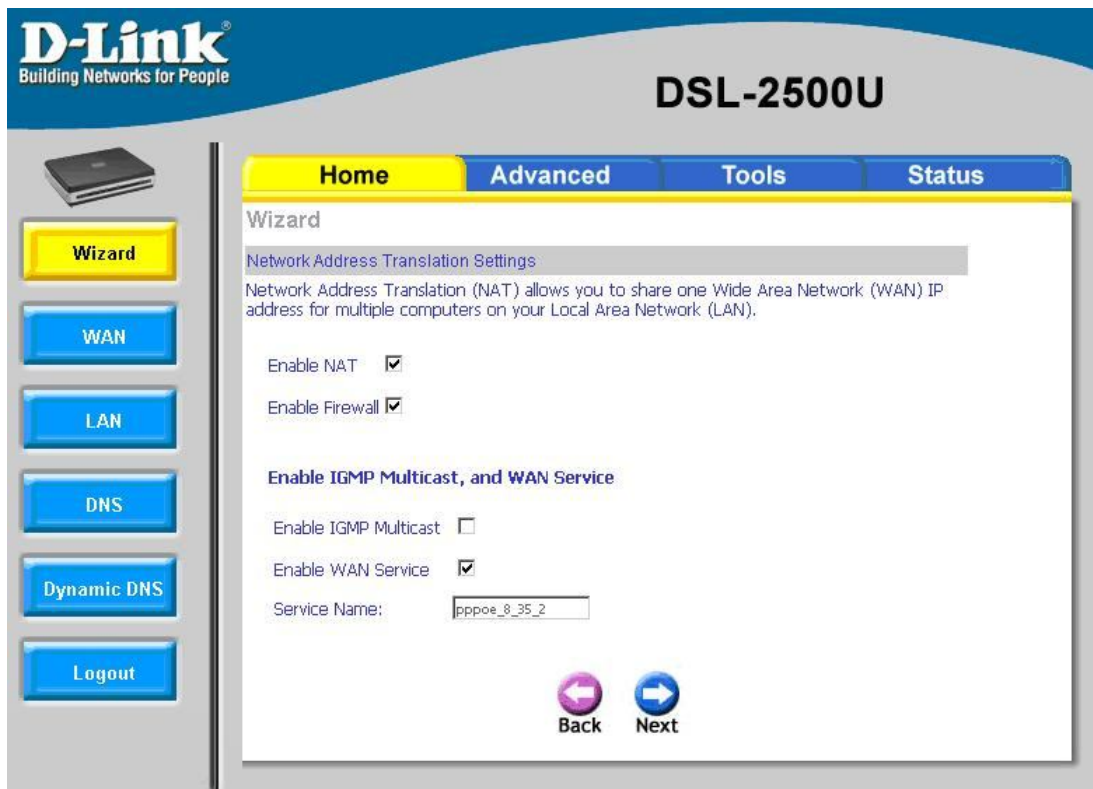 D-Link®
Building Networks for People
DSL-2500U
Home
Advanced
Tools
Status
Wizard
WAN
LAN
DNS
Dynamic DNS
Logout
Wizard
Network Address Translation Settings
Network Address Translation (NAT) allows you to share one Wide Area Network (WAN) IP
address for multiple computers on your Local Area Network (LAN).
Enable NAT
Enable Firewall
Enable IGMP Multicast, and WAN Service
Enable IGMP Multicast
Enable WAN Service
Service Name: pppoe_8_35_2
Back
Next